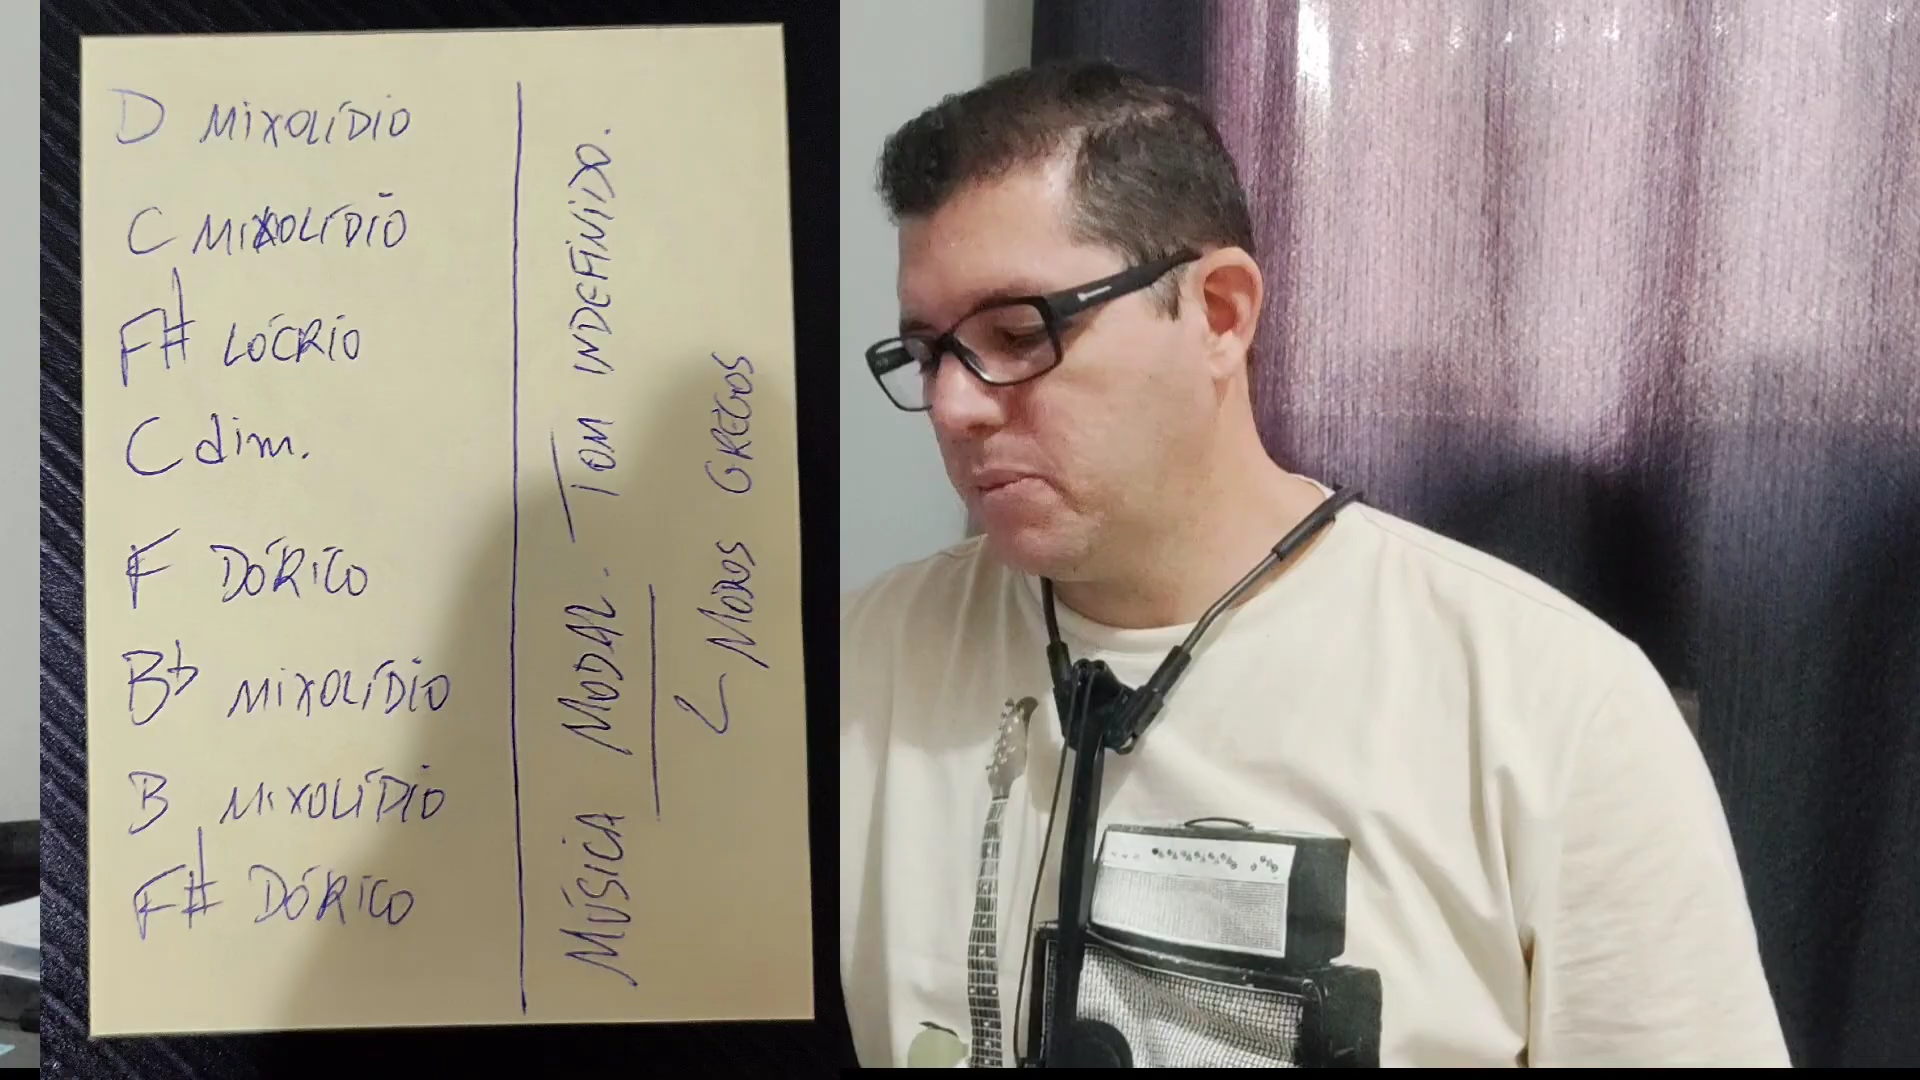 D MIXOLÍDIO
C MIXOLÍDIO
F# LÓCRIO
C dim.
F DÓRICO
Bb MIXOLÍDIO
B MIXOLÍDIO
F# DÓRICO
MÚSICA MODAL. TOM INDEFINIDO.
MODOS GREGOS